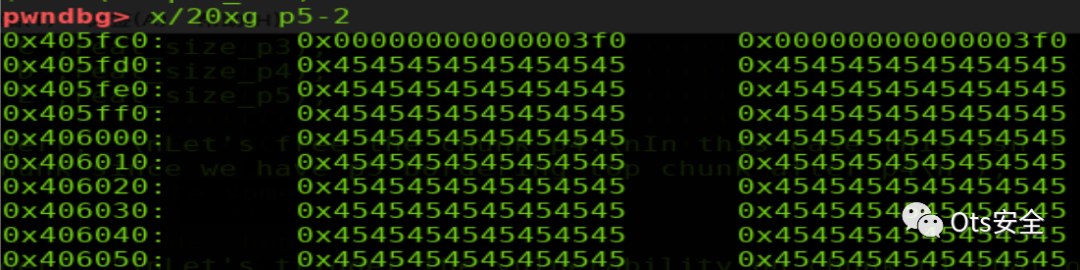 pwndbg> x/20xg p5-2
0x405fc0: 0x00000000000003f0 0x00000000000003f0
0x405fd0: 0x4545454545454545 0x4545454545454545
0x405fe0: 0x4545454545454545 0x4545454545454545
0x405ff0: 0x4545454545454545 0x4545454545454545
0x406000: 0x4545454545454545 0x4545454545454545
0x406010: 0x4545454545454545 0x4545454545454545
0x406020: 0x4545454545454545 0x4545454545454545
0x406030: 0x4545454545454545 0x4545454545454545
0x406040: 0x4545454545454545 0x4545454545454545
0x406050: 0x4545454545454545 0x4545454545454545
Ots安全